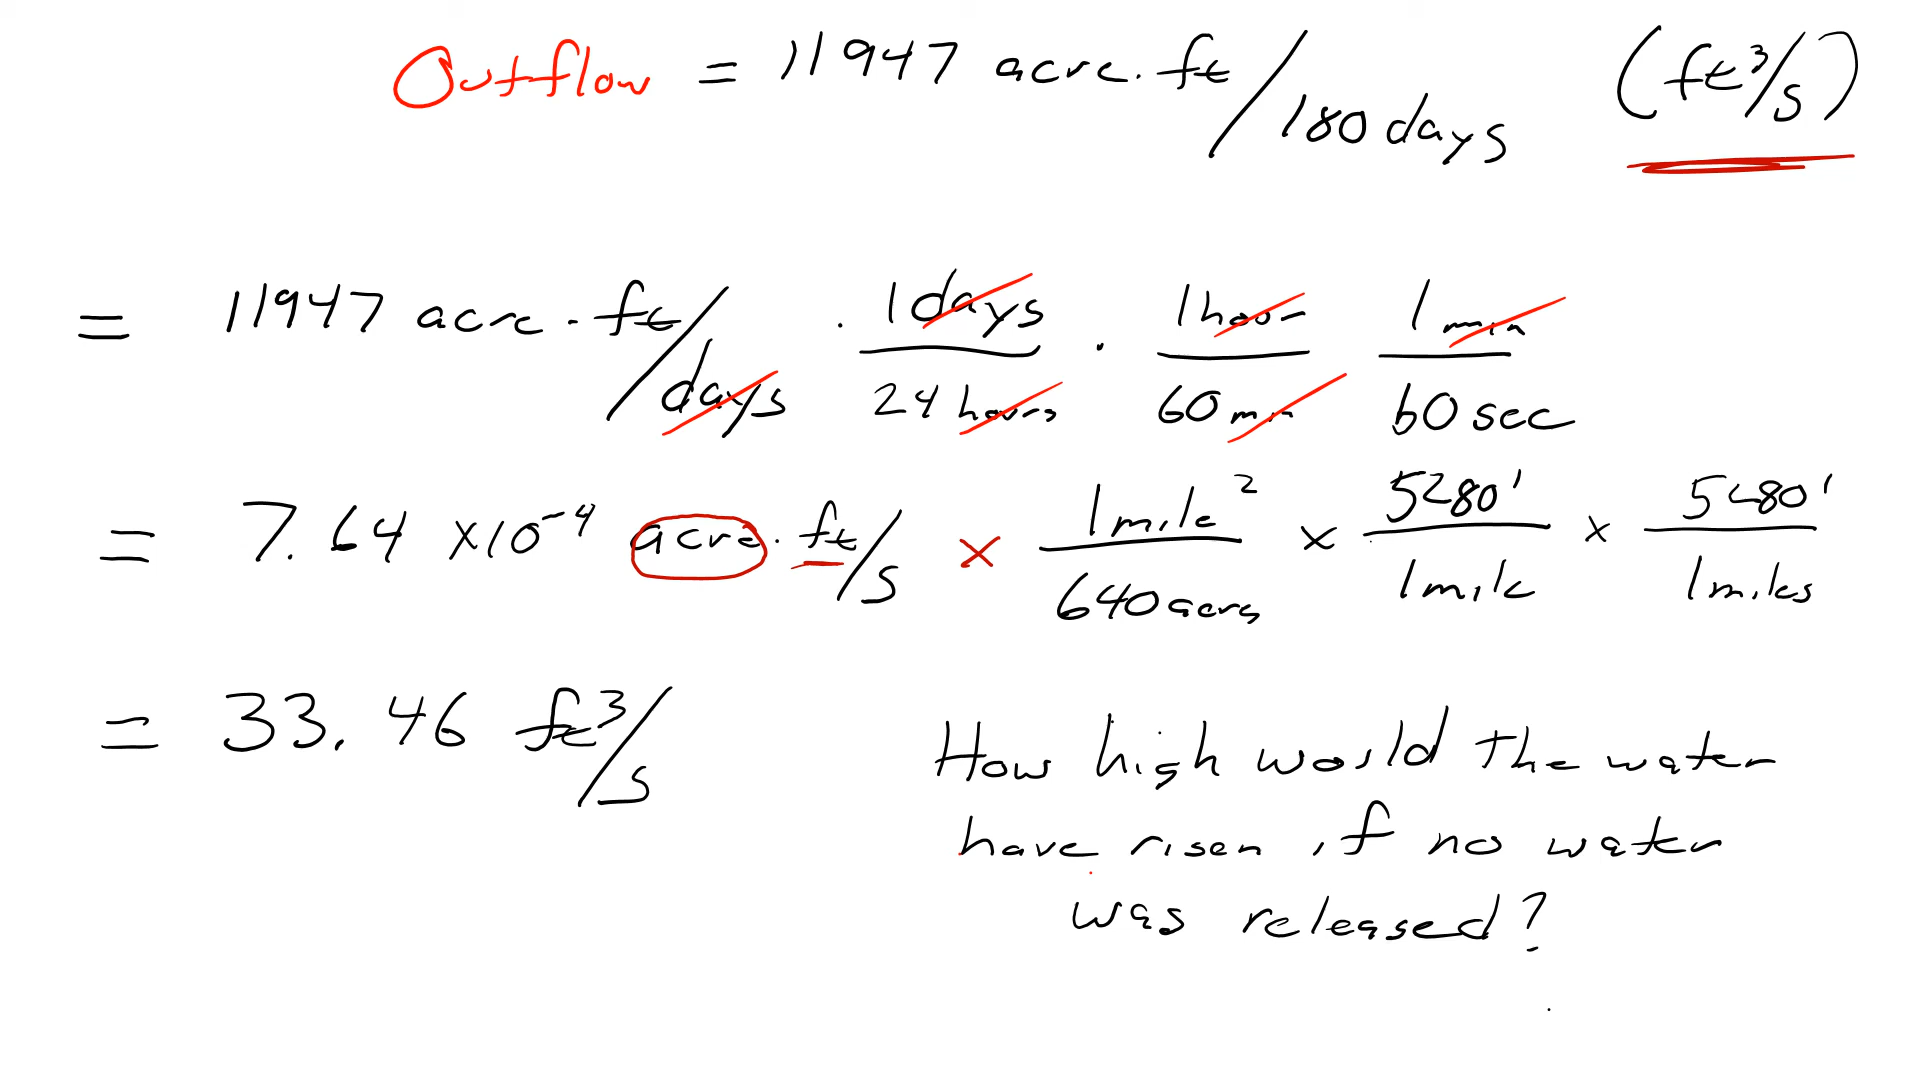 Outflow = 11947 acre.ft/180 days (ft³/s)
= 11947 acre.ft/days . 1 days/24 hours . 1 hour/60 min 1 min/60 sec
= 7.64 x10⁻⁴ acre.ft/s x 1 mile²/640 acres x 5280'/1 mile x 5280'/1 miles
= 33.46 ft³/s
How high would the water
have risen if no water
was released?